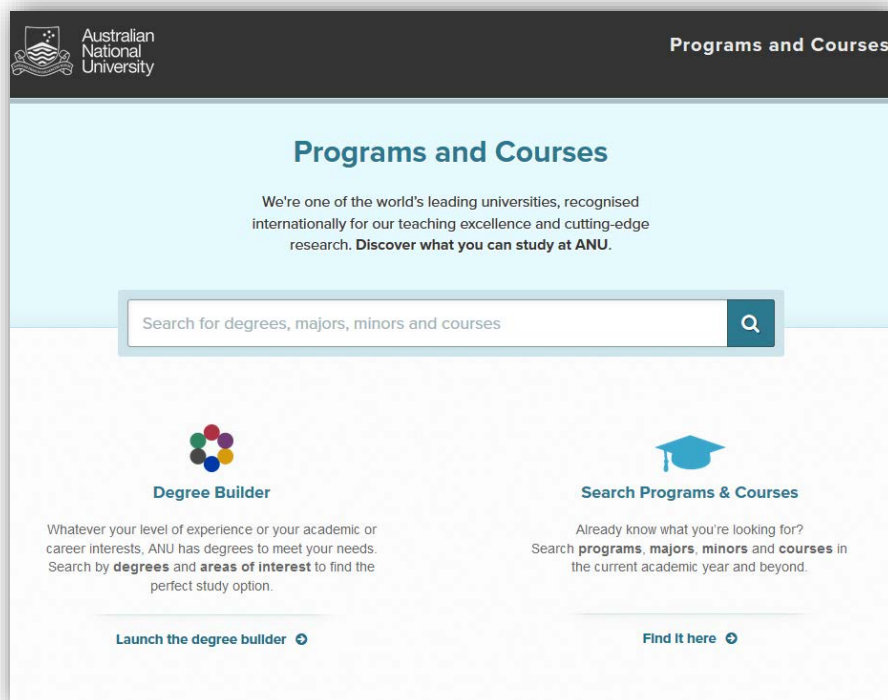 Australian
National
University
Programs and Courses
Programs and Courses
We're one of the world's leading universities, recognised
internationally for our teaching excellence and cutting-edge
research. Discover what you can study at ANU.
Search for degrees, majors, minors and courses
Degree Builder
Whatever your level of experience or your academic or
career interests, ANU has degrees to meet your needs.
Search by degrees and areas of interest to find the
perfect study option.
Launch the degree builder
Search Programs & Courses
Already know what you're looking for?
Search programs, majors, minors and courses in
the current academic year and beyond.
Find it here